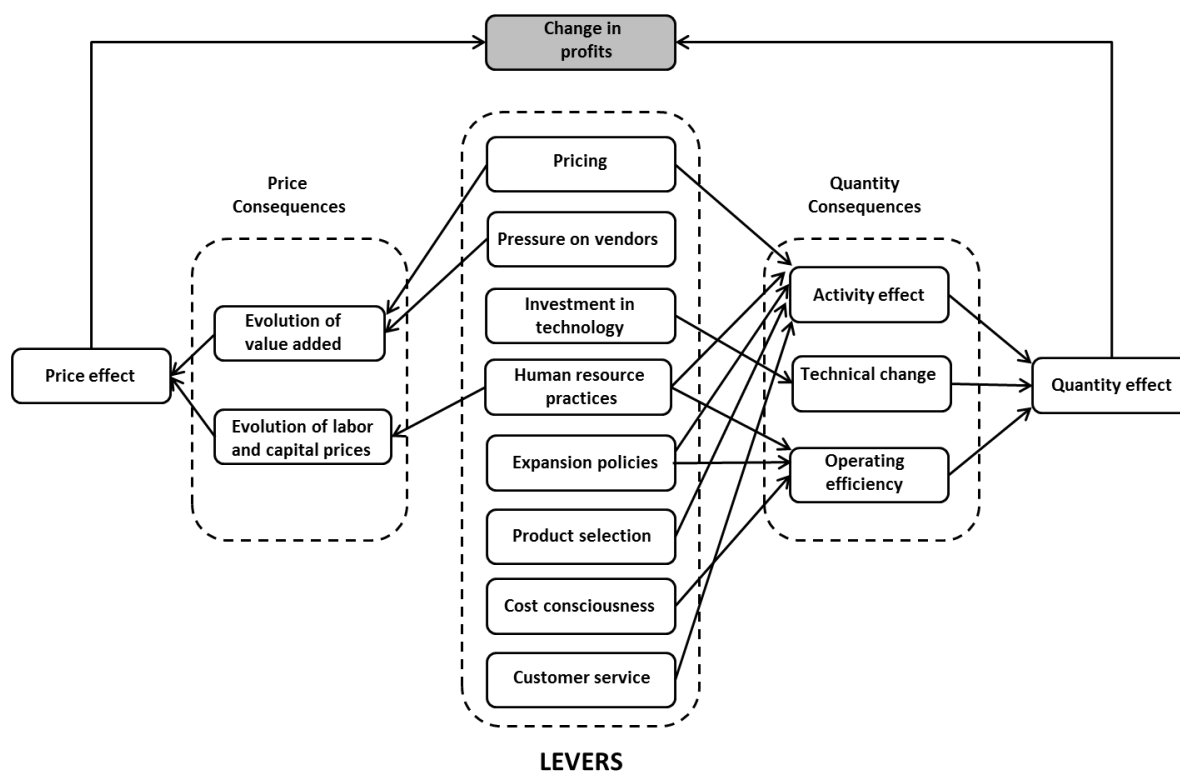 Change in
profits
Price
Consequences
Quantity
Consequences
Pricing
Pressure on vendors
Investment in
technology
Human resource
practices
Expansion policies
Product selection
Cost consciousness
Customer service
Evolution of
value added
Evolution of labor
and capital prices
Price effect
Activity effect
Technical change
Operating
efficiency
Quantity effect
LEVERS